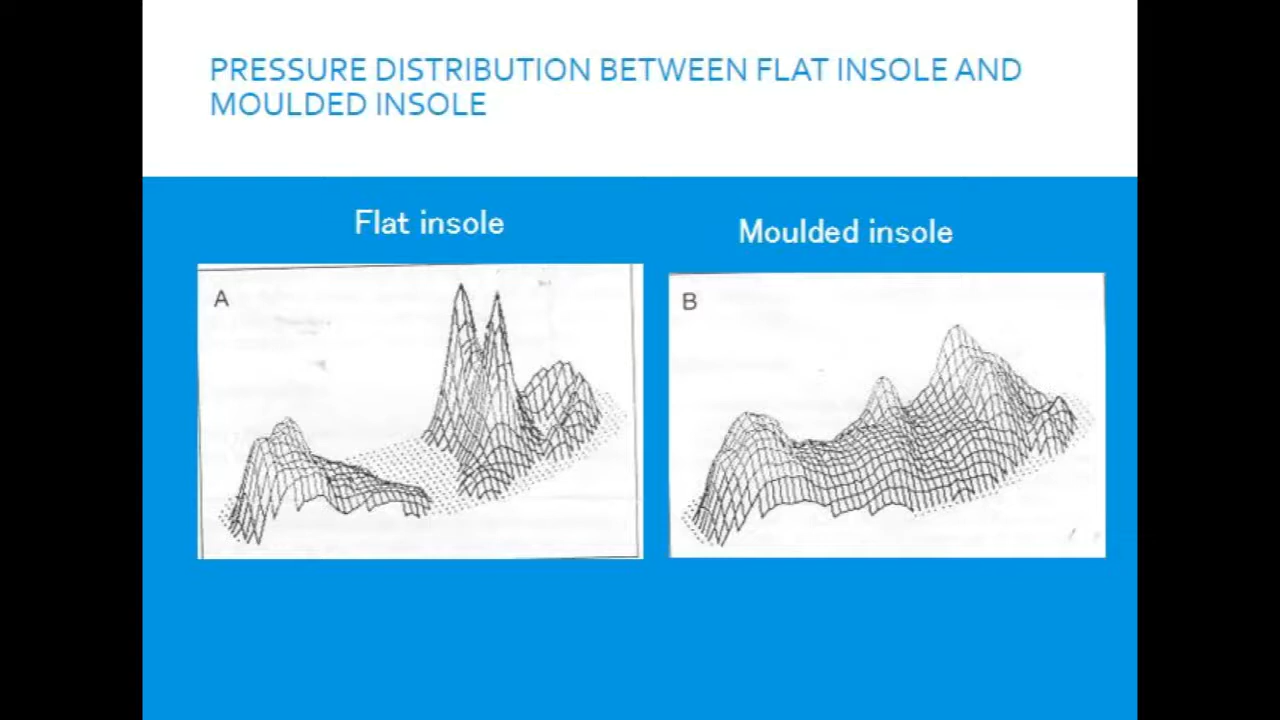 PRESSURE DISTRIBUTION BETWEEN FLAT INSOLE AND
MOULDED INSOLE
Flat insole
Moulded insole
A
B